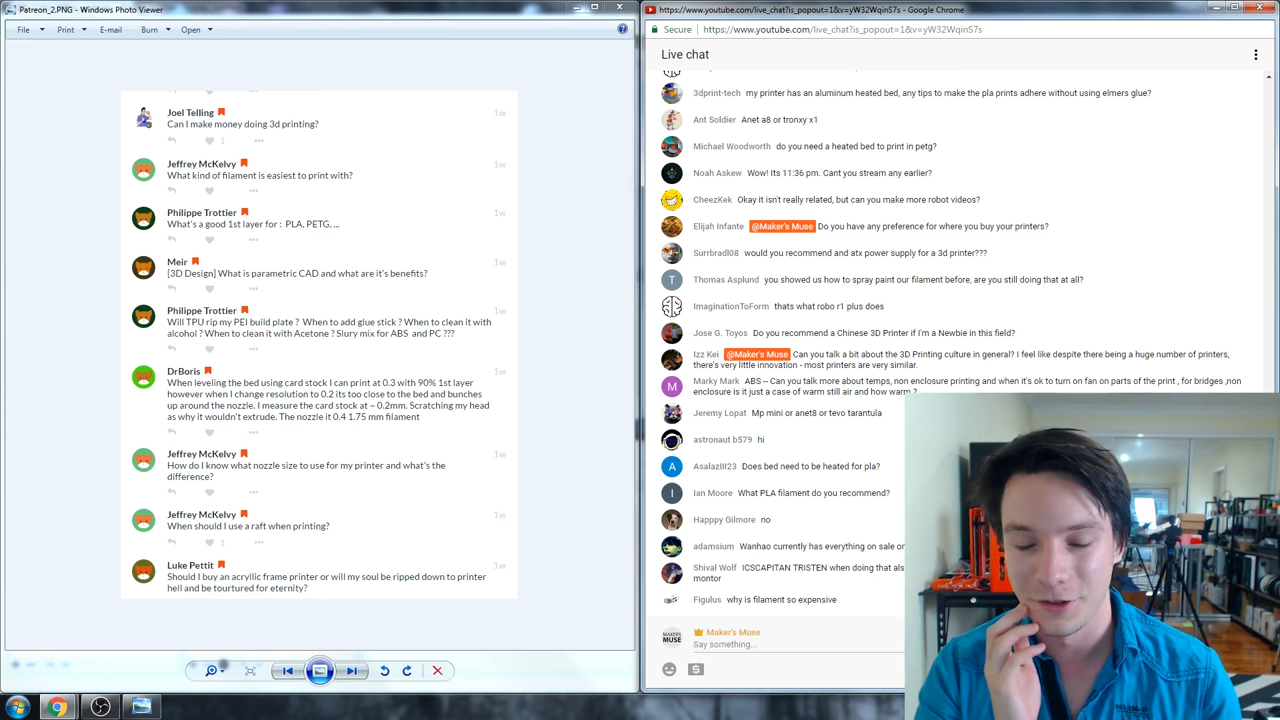 Patreon_2.PNG - Windows Photo Viewer
File Print E-mail Burn Open
Joel Telling 1w
Can I make money doing 3d printing?
1
Jeffrey McKelvy 1w
What kind of filament is easiest to print with?
Philippe Trottier 1w
What's a good 1st layer for : PLA, PETG, ...
Meir 1w
[3D Design] What is parametric CAD and what are it's benefits?
Philippe Trottier 1w
Will TPU rip my PEI build plate ? When to add glue stick ? When to clean it with
alcohol ? When to clean it with Acetone ? Slury mix for ABS and PC ???
DrBoris 1w
When leveling the bed using card stock I can print at 0.3 with 90% 1st layer
however when I change resolution to 0.2 its too close to the bed and bunches
up around the nozzle. I measure the card stock at ~ 0.2mm. Scratching my head
as why it wouldn't extrude. The nozzle it 0.4 1.75 mm filament
Jeffrey McKelvy 1w
How do I know what nozzle size to use for my printer and what's the
difference?
Jeffrey McKelvy 1w
When should I use a raft when printing?
1
Luke Pettit 1w
Should I buy an acryllic frame printer or will my soul be ripped down to printer
hell and be tourtured for eternity?
https://www.youtube.com/live_chat?is_popout=1&v=yW32WqinS7s - Google Chrome
Secure https://www.youtube.com/live_chat?is_popout=1&v=yW32WqinS7s
Live chat
3dprint-tech my printer has an aluminum heated bed, any tips to make the pla prints adhere without using elmers glue?
Ant Soldier Anet a8 or tronxy x1
Michael Woodworth do you need a heated bed to print in petg?
Noah Askew Wow! Its 11:36 pm. Cant you stream any earlier?
CheezKek Okay it isn't really related, but can you make more robot videos?
Elijah Infante @Maker's Muse Do you have any preference for where you buy your printers?
Surrbradl08 would you recommend and atx power supply for a 3d printer???
T Thomas Asplund you showed us how to spray paint our filament before, are you still doing that at all?
ImaginationToForm thats what robo r1 plus does
Jose G. Toyos Do you recommend a Chinese 3D Printer if I'm a Newbie in this field?
Izz Kei @Maker's Muse Can you talk a bit about the 3D Printing culture in general? I feel like despite there being a huge number of printers,
there's very little innovation - most printers are very similar.
M Marky Mark ABS -- Can you talk more about temps, non enclosure printing and when it's ok to turn on fan on parts of the print , for bridges ,non
enclosure is it just a case of warm still air and how warm ?
Jeremy Lopat Mp mini or anet8 or tevo tarantula
astronaut b579 hi
A AsalazIII23 Does bed need to be heated for pla?
I Ian Moore What PLA filament do you recommend?
Happpy Gilmore no
adamsium Wanhao currently has everything on sale
Shival Wolf ICSCAPITAN TRISTEN when doing that
montor
Figulus why is filament so expensive
MAKER'S MUSE Maker's Muse
Say something...